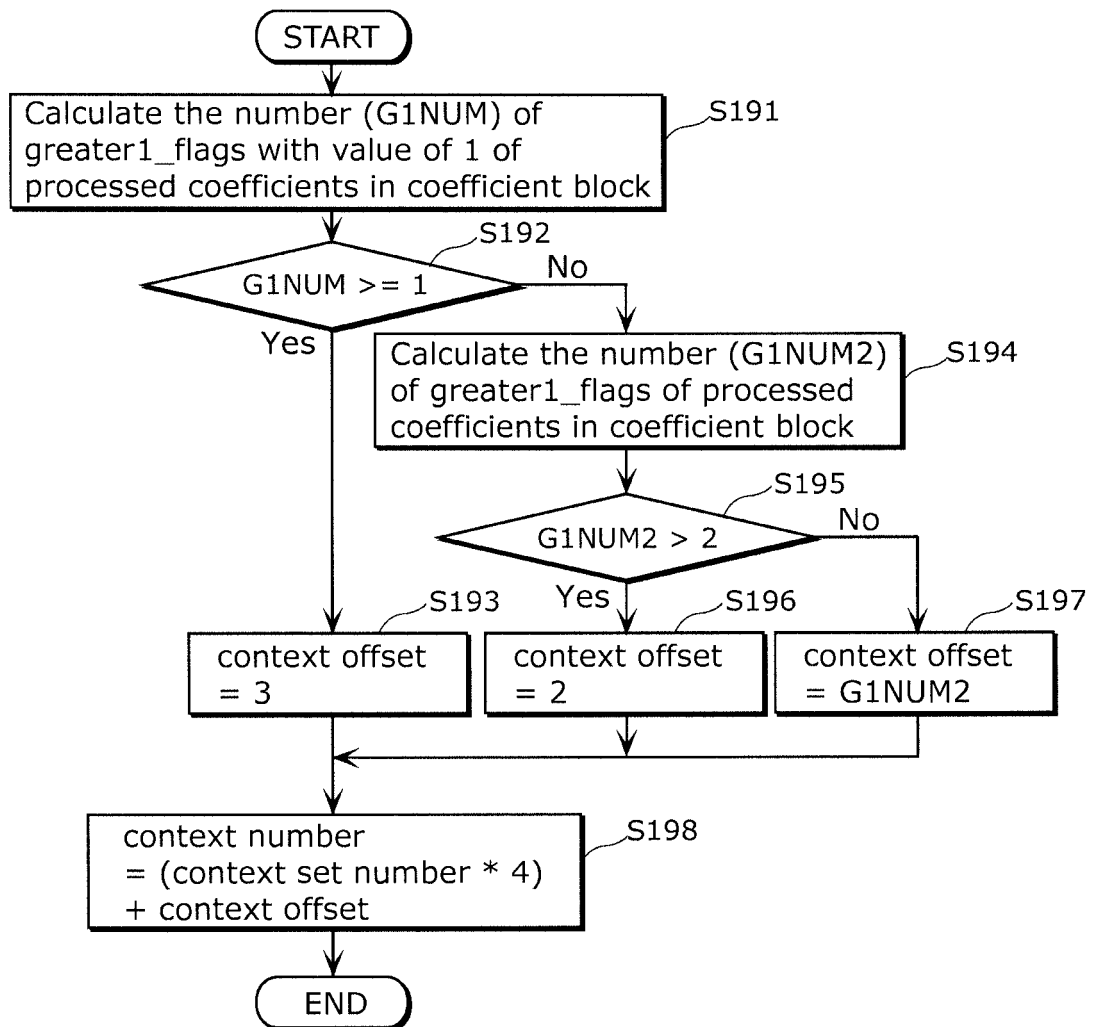 START
Calculate the number (G1NUM) of
greater1_flags with value of 1 of
processed coefficients in coefficient block
S191
S192
G1NUM >= 1
No
Yes
Calculate the number (G1NUM2)
of greater1_flags of processed
coefficients in coefficient block
S194
S195
G1NUM2 > 2
No
Yes
S193
context offset
= 3
S196
context offset
= 2
S197
context offset
= G1NUM2
context number
= (context set number * 4)
+ context offset
S198
END